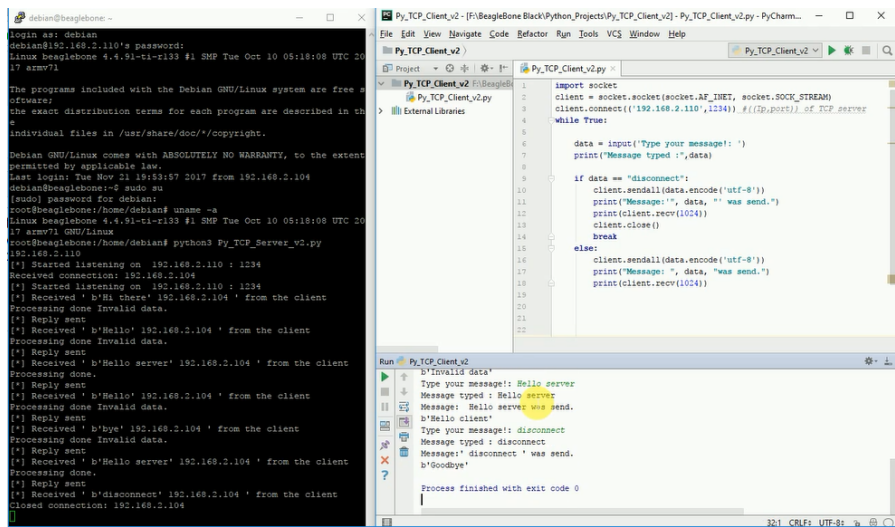 debian@beaglebone: ~
login as: debian
debian@192.168.2.110's password:
Linux beaglebone 4.4.91-ti-r133 #1 SMP Tue Oct 10 05:18:08 UTC 20
17 armv7l
The programs included with the Debian GNU/Linux system are free s
oftware;
the exact distribution terms for each program are described in th
e
individual files in /usr/share/doc/*/copyright.
Debian GNU/Linux comes with ABSOLUTELY NO WARRANTY, to the extent
permitted by applicable law.
Last login: Tue Nov 21 19:53:57 2017 from 192.168.2.104
debian@beaglebone:~$ sudo su
[sudo] password for debian:
root@beaglebone:/home/debian# uname -a
Linux beaglebone 4.4.91-ti-r133 #1 SMP Tue Oct 10 05:18:08 UTC 20
17 armv7l GNU/Linux
root@beaglebone:/home/debian# python3 Py_TCP_Server_v2.py
192.168.2.110
[*] Started listening on  192.168.2.110 : 1234
Received connection: 192.168.2.104
[*] Started listening on  192.168.2.110 : 1234
[*] Received ' b'Hi there' 192.168.2.104 ' from the client
Processing done Invalid data.
[*] Reply sent
[*] Received ' b'Hello' 192.168.2.104 ' from the client
Processing done Invalid data.
[*] Reply sent
[*] Received ' b'Hello server' 192.168.2.104 ' from the client
Processing done.
[*] Reply sent
[*] Received ' b'Hello' 192.168.2.104 ' from the client
Processing done Invalid data.
[*] Reply sent
[*] Received ' b'bye' 192.168.2.104 ' from the client
Processing done Invalid data.
[*] Reply sent
[*] Received ' b'Hello server' 192.168.2.104 ' from the client
Processing done.
[*] Reply sent
[*] Received ' b'disconnect' 192.168.2.104 ' from the client
Closed connection: 192.168.2.104
Py_TCP_Client_v2 - [F:\BeagleBone Black\Python_Projects\Py_TCP_Client_v2] - Py_TCP_Client_v2.py - PyCharm...
File Edit View Navigate Code Refactor Run Tools VCS Window Help
Py_TCP_Client_v2
Py_TCP_Client_v2
Project
Py_TCP_Client_v2.py
Py_TCP_Client_v2 F:\BeagleBo
Py_TCP_Client_v2.py
External Libraries
1 import socket
2 client = socket.socket(socket.AF_INET, socket.SOCK_STREAM)
3 client.connect(('192.168.2.110',1234)) #((Ip,port)) of TCP server
4 while True:
5
6 data = input('Type your message!: ')
7 print("Message typed :",data)
8
9 if data == "disconnect":
10 client.sendall(data.encode('utf-8'))
11 print("Message:'", data, "' was send.")
12 print(client.recv(1024))
13 client.close()
14 break
15 else:
16 client.sendall(data.encode('utf-8'))
17 print("Message: ", data, "was send.")
18 print(client.recv(1024))
19
20
21
22
Run Py_TCP_Client_v2
b'Invalid data'
Type your message!: Hello server
Message typed : Hello server
Message:  Hello server was send.
b'Hello client'
Type your message!: disconnect
Message typed : disconnect
Message:' disconnect ' was send.
b'Goodbye'
Process finished with exit code 0
32:1 CRLF UTF-8